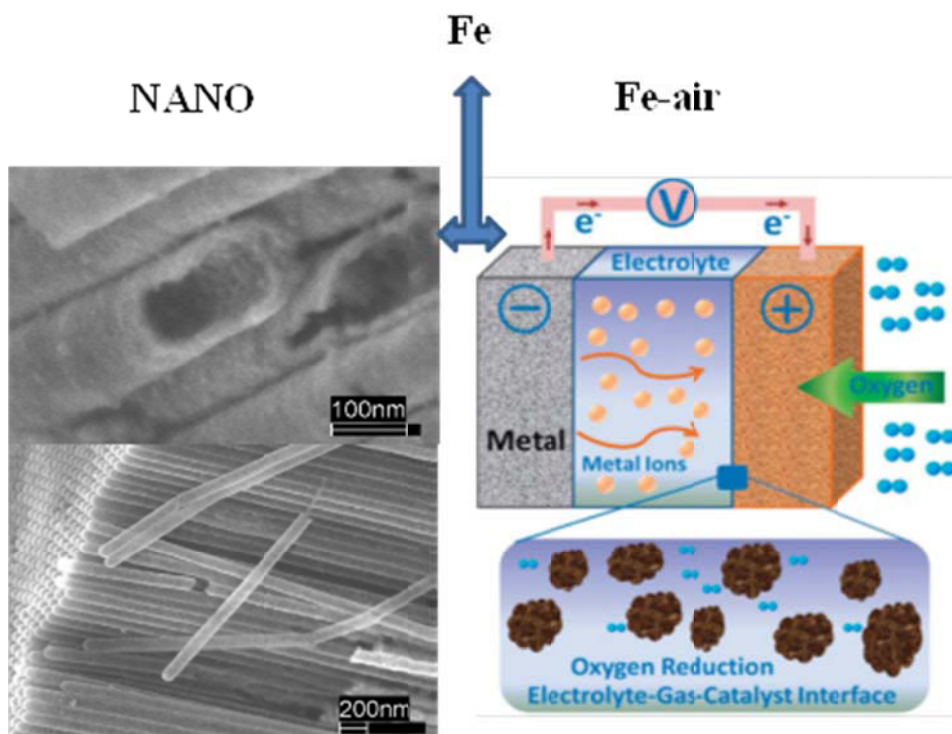 Fe
NANO
Fe-air
V
e-
e-
Electrolyte
−
+
100nm
Oxygen
Metal
Metal Ions
200nm
Oxygen Reduction
Electrolyte-Gas-Catalyst Interface